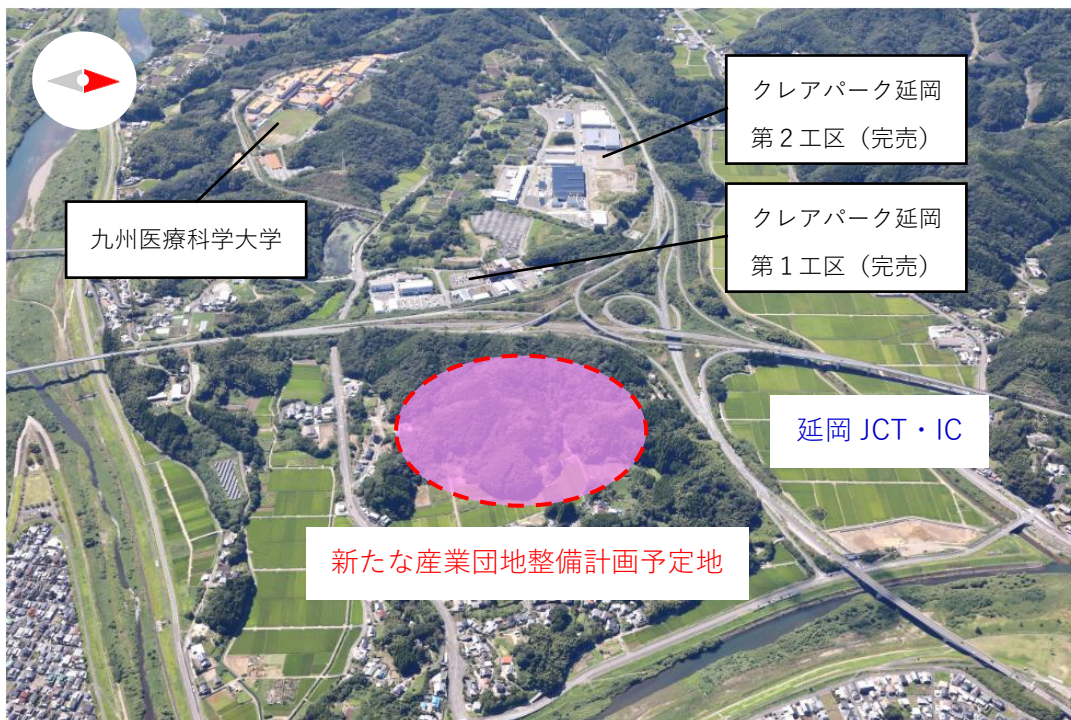 クレアパーク延岡
第２工区（完売）
九州医療科学大学
クレアパーク延岡
第１工区（完売）
延岡 JCT・IC
新たな産業団地整備計画予定地